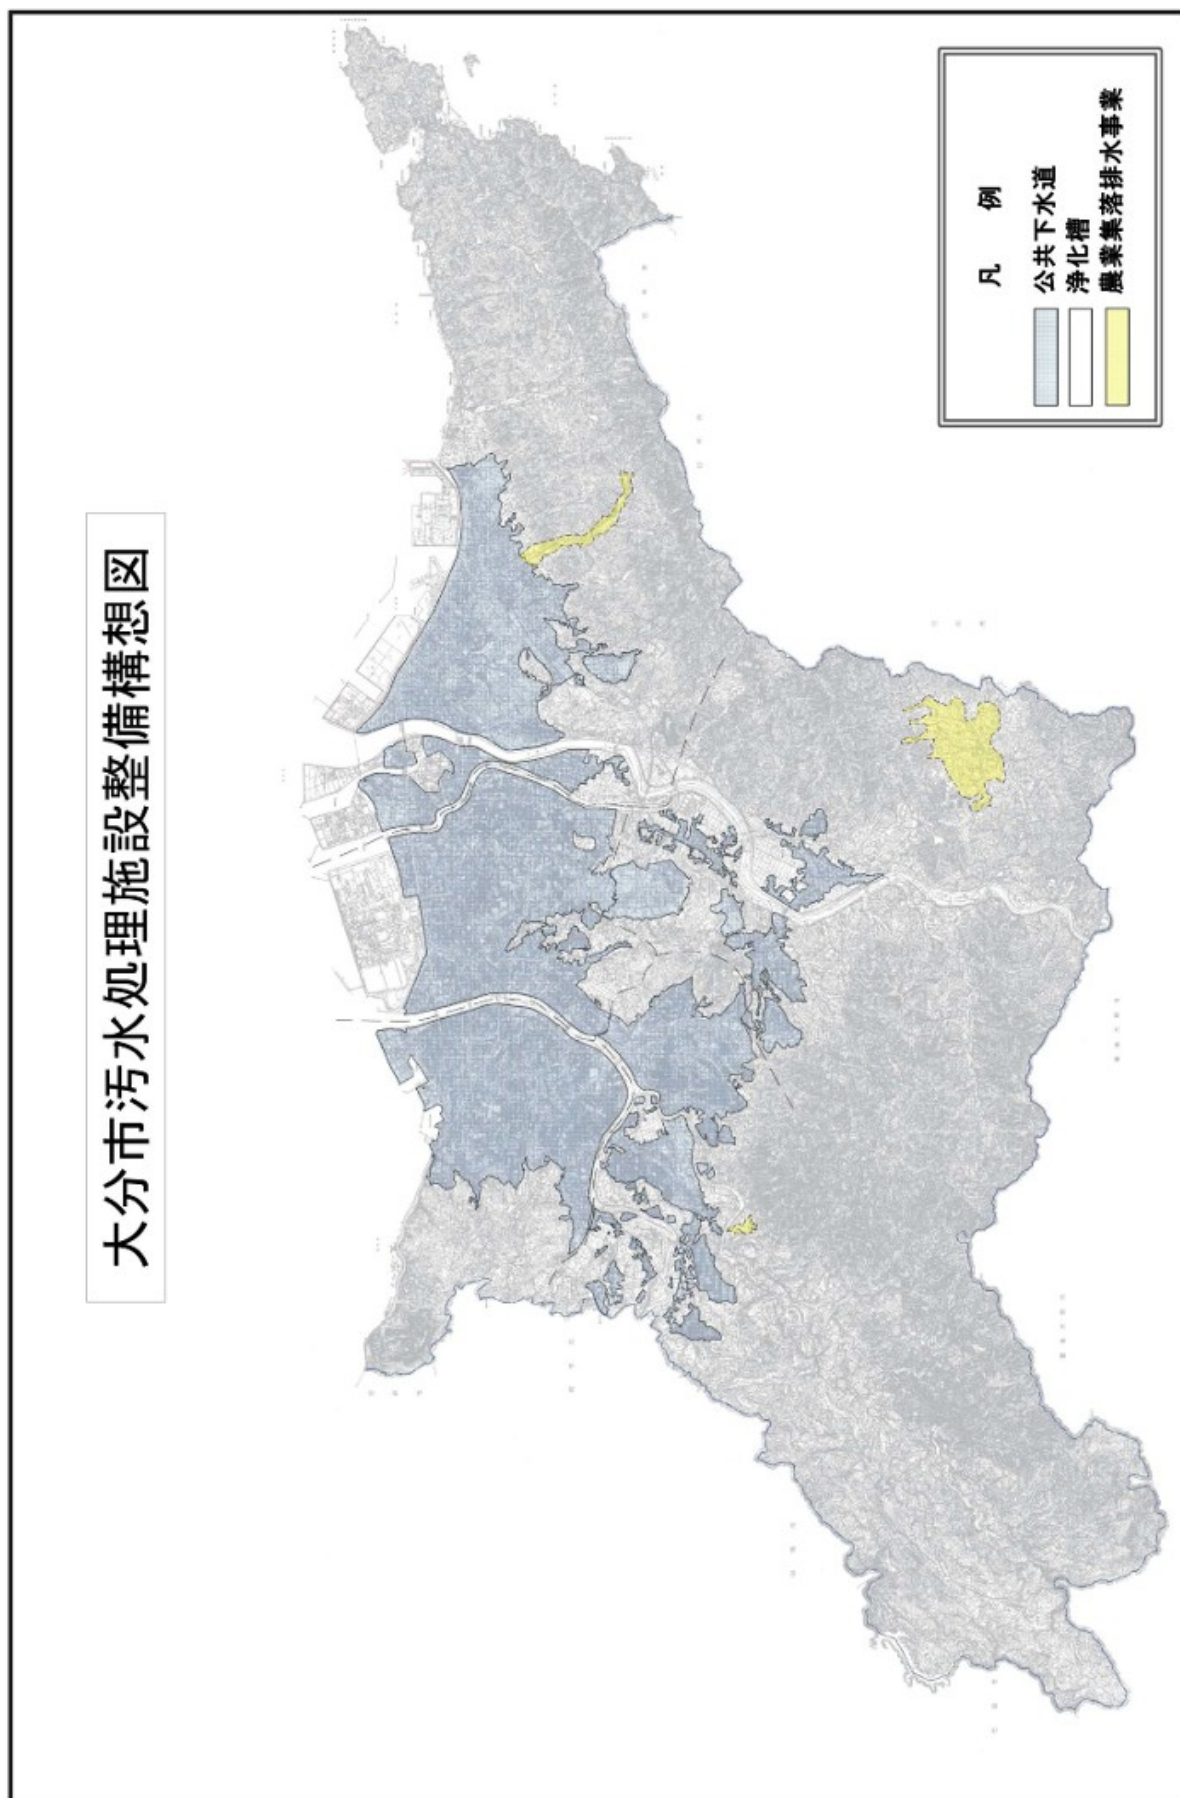 大分市汚水処理施設整備構想図
凡 例
公共下水道
浄化槽
農業集落排水事業